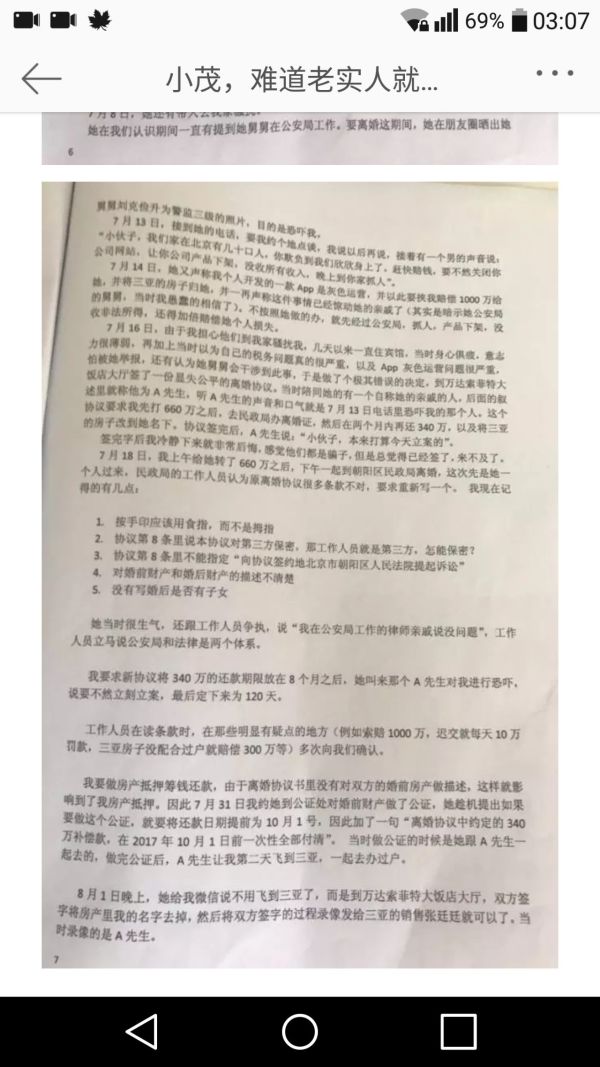 69% 03:07
小茂，难道老实人就...
她在我们认识期间一直有提到她舅舅在公安局工作。要离婚这期间，她在朋友圈晒出她
6
舅舅刘克俭升为警监三级的照片，目的是恐吓我。
7 月 13 日，接到她的电话，要我约个地点谈，我说以后再说，接着有一个男的声音说：
“小伙子，我们家在北京有几十口人，你欺负到我们欣欣身上了，赶快赔钱，要不然关闭你
公司网站，让你公司产品下架，没收所有收入，晚上到你家抓人”。
7 月 14 日，她又声称我个人开发的一款 App 是灰色运营，并以此要挟我赔偿 1000 万给
她，并将三亚的房子归她，并一再声称这件事情已经惊动她的亲戚了（其实是暗示她公安局
的舅舅，当时我愚蠢的相信了），不按照她做的办，就先经过公安局，抓人，产品下架，没
收非法所得，还得加倍赔偿她个人损失。
7 月 16 日，由于我担心他们到我家骚扰我，几天以来一直住宾馆，当时身心俱疲，意志
力很薄弱，再加上当时以为自己的税务问题真的很严重，以及 App 灰色运营问题很严重，
怕被她举报，还有认为她舅舅会干涉到此事，于是做了个极其错误的决定，到万达索菲特大
饭店大厅签了一份显失公平的离婚协议。当时陪同她的有一个自称她的亲戚的人，后面的叙
述里就称他为 A 先生，听 A 先生的声音和口气就是 7 月 13 日电话里恐吓我的那个人。这个
协议要求我先打 660 万之后，去民政局办离婚证，然后在两个月内再还 340 万，以及将三亚
的房子改到她名下。协议签定后，A 先生说：“小伙子，本来打算今天立案的”。
签完字后我冷静下来就非常后悔，感觉他们都是骗子，但是总觉得已经签了，来不及了。
7 月 18 日，我上午给她转了 660 万之后，下午一起到朝阳区民政局离婚，这次先是她一
个人过来，民政局的工作人员认为原离婚协议很多条款不对，要求重新写一个。 我现在记
得的有几点：
1. 按手印应该用食指，而不是拇指
2. 协议第 8 条里说本协议对第三方保密，那工作人员就是第三方，怎能保密？
3. 协议第 8 条里不能指定“向协议签约地北京市朝阳区人民法院提起诉讼”
4. 对婚前财产和婚后财产的描述不清楚
5. 没有写婚后是否有子女
她当时很生气，还跟工作人员争执，说“我在公安局工作的律师亲戚说没问题”，工作
人员立马说公安局和法律是两个体系。
我要求新协议将 340 万的还款期限放在 8 个月之后，她叫来那个 A 先生对我进行恐吓，
说要不然立刻立案，最后定下来为 120 天。
工作人员在读条款时，在那些明显有疑点的地方（例如索赔 1000 万，迟交就每天 10 万
罚款，三亚房子没配合过户就赔偿 300 万等）多次向我们确认。
我要做房产抵押筹钱还款，由于离婚协议书里没有对双方的婚前房产做描述，这样就影
响到了我房产抵押。因此 7 月 31 日我约她到公证处对婚前财产做了公证，她趁机提出如果
要做这个公证，就要将还款日期提前为 10 月 1 号，因此加了一句“离婚协议中约定的 340
万补偿款，在 2017 年 10 月 1 日前一次性全部付清”。 当时做公证的时候是她跟 A 先生一
起去的，做完公证后，A 先生让我第二天飞到三亚，一起去办过户。
8 月 1 日晚上，她给我微信说不用飞到三亚了，而是到万达索菲特大饭店大厅，双方签
字将房产里我的名字去掉，然后将双方签字的过程录像发给三亚的销售张廷廷就可以了。当
时录像的是 A 先生。
7